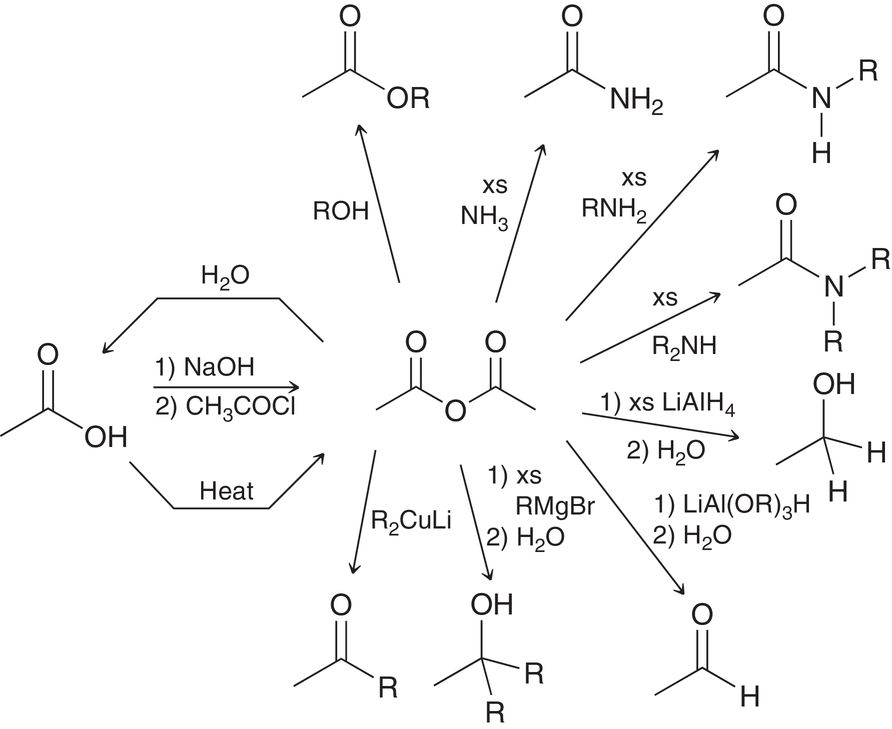 O
OR
O
NH2
O
N
R
H
ROH
xs
NH3
xs
RNH2
O
N
R
R
xs
R2NH
H2O
O
OH
1) NaOH
2) CH3COCl
Heat
O
O
O
1) xs LiAlH4
2) H2O
OH
H
H
R2CuLi
1) xs
RMgBr
2) H2O
1) LiAl(OR)3H
2) H2O
O
R
OH
R
R
O
H